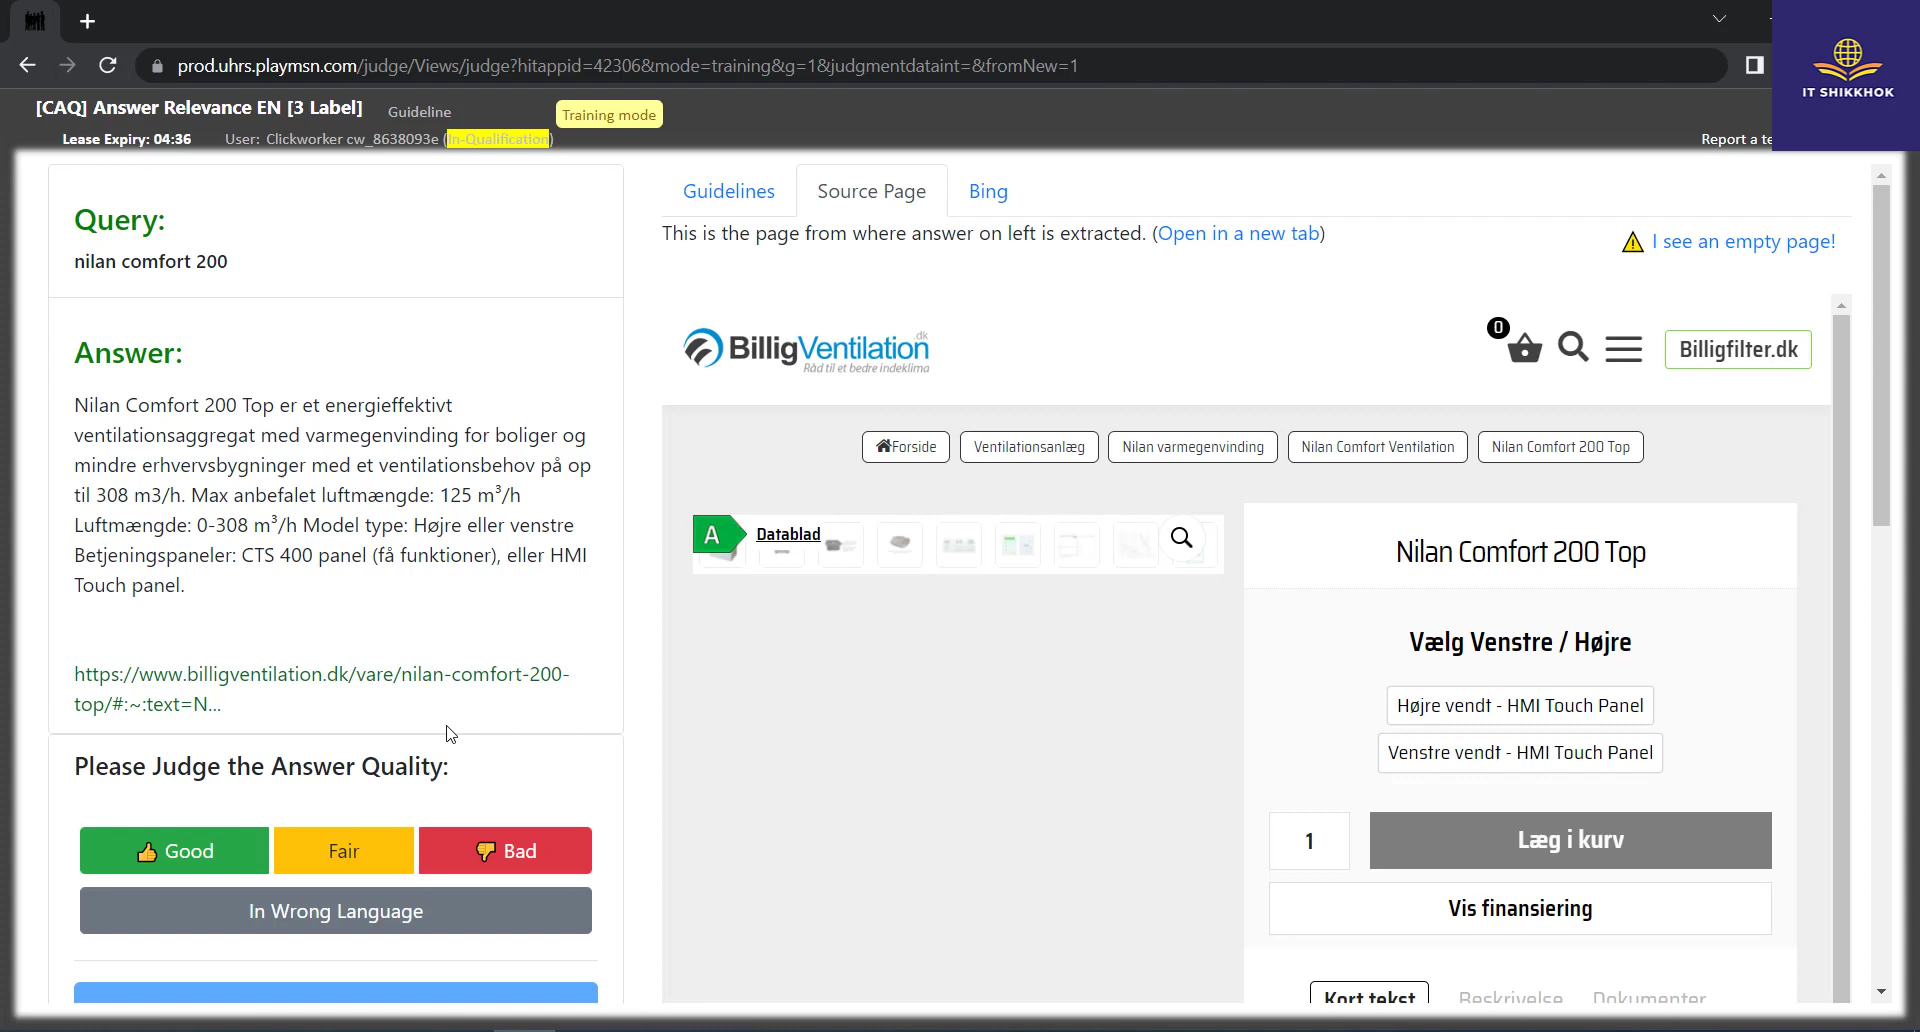 prod.uhrs.playmsn.com/judge/Views/judge?hitappid=42306&mode=training&g=1&judgmentdataint=&fromNew=1
IT SHIKKHOK
[CAQ] Answer Relevance EN [3 Label]
Guideline
Training mode
Lease Expiry: 04:36
User: Clickworker cw_8638093e (In-Qualification)
Report a te
Query:
nilan comfort 200
Answer:
Nilan Comfort 200 Top er et energieffektivt
ventilationsaggregat med varmegenvinding for boliger og
mindre erhvervsbygninger med et ventilationsbehov på op
til 308 m3/h. Max anbefalet luftmængde: 125 m³/h
Luftmængde: 0-308 m³/h Model type: Højre eller venstre
Betjeningspaneler: CTS 400 panel (få funktioner), eller HMI
Touch panel.
https://www.billigventilation.dk/vare/nilan-comfort-200-
top/#:~:text=N...
Please Judge the Answer Quality:
Good
Fair
Bad
In Wrong Language
Guidelines
Source Page
Bing
This is the page from where answer on left is extracted. (Open in a new tab)
I see an empty page!
BilligVentilation.dk
Råd til et bedre indeklima
0
Billigfilter.dk
Forside
Ventilationsanlæg
Nilan varmegenvinding
Nilan Comfort Ventilation
Nilan Comfort 200 Top
A
Datablad
Nilan Comfort 200 Top
Vælg Venstre / Højre
Højre vendt - HMI Touch Panel
Venstre vendt - HMI Touch Panel
1
Læg i kurv
Vis finansiering
Kort tekst
Beskrivelse
Dokumenter